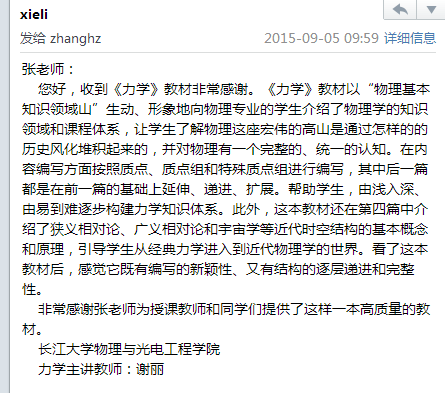 xieli
发给 zhanghz 2015-09-05 09:59 详细信息
张老师：
您好，收到《力学》教材非常感谢。《力学》教材以“物理基本
知识领域山”生动、形象地向物理专业的学生介绍了物理学的知识
领域和课程体系，让学生了解物理这座宏伟的高山是通过怎样的的
历史风化堆积起来的，并对物理有一个完整的、统一的认知。在内
容编写方面按照质点、质点组和特殊质点组进行编写，其中后一篇
都是在前一篇的基础上延伸、递进、扩展。帮助学生，由浅入深、
由易到难逐步构建力学知识体系。此外，这本教材还在第四篇中介
绍了狭义相对论、广义相对论和宇宙学等近代时空结构的基本概念
和原理，引导学生从经典力学进入到近代物理学的世界。看了这本
教材后，感觉它既有编写的新颖性、又有结构的逐层递进和完整
性。
非常感谢张老师为授课教师和同学们提供了这样一本高质量的教
材。
长江大学物理与光电工程学院
力学主讲教师：谢丽